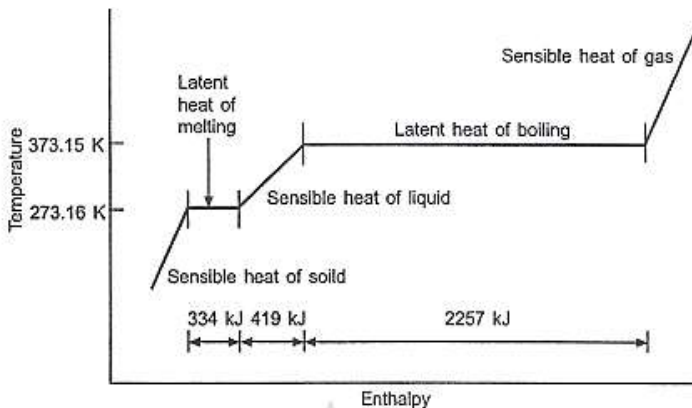 Sensible heat of gas
Latent
heat of
melting
Latent heat of boiling
373.15 K
Temperature
273.16 K
Sensible heat of liquid
Sensible heat of soild
334 kJ 419 kJ 2257 kJ
Enthalpy